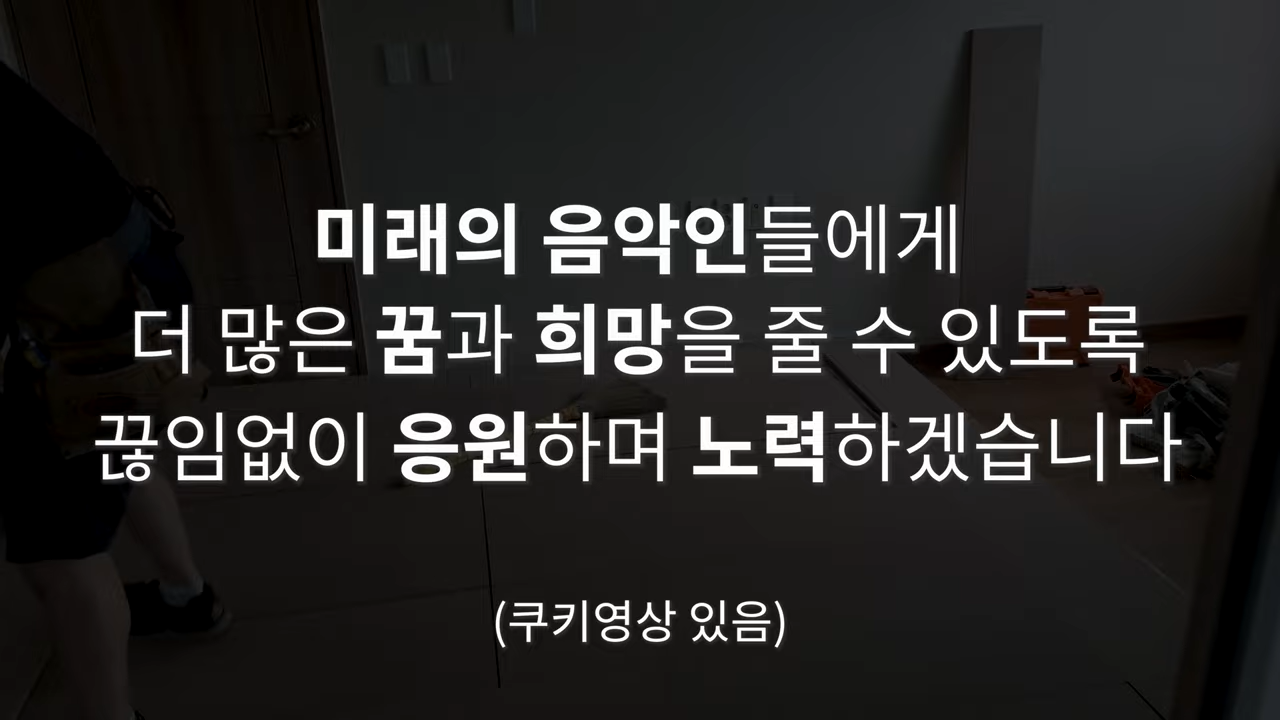 미래의 음악인들에게
더 많은 꿈과 희망을 줄 수 있도록
끊임없이 응원하며 노력하겠습니다
(쿠키영상 있음)